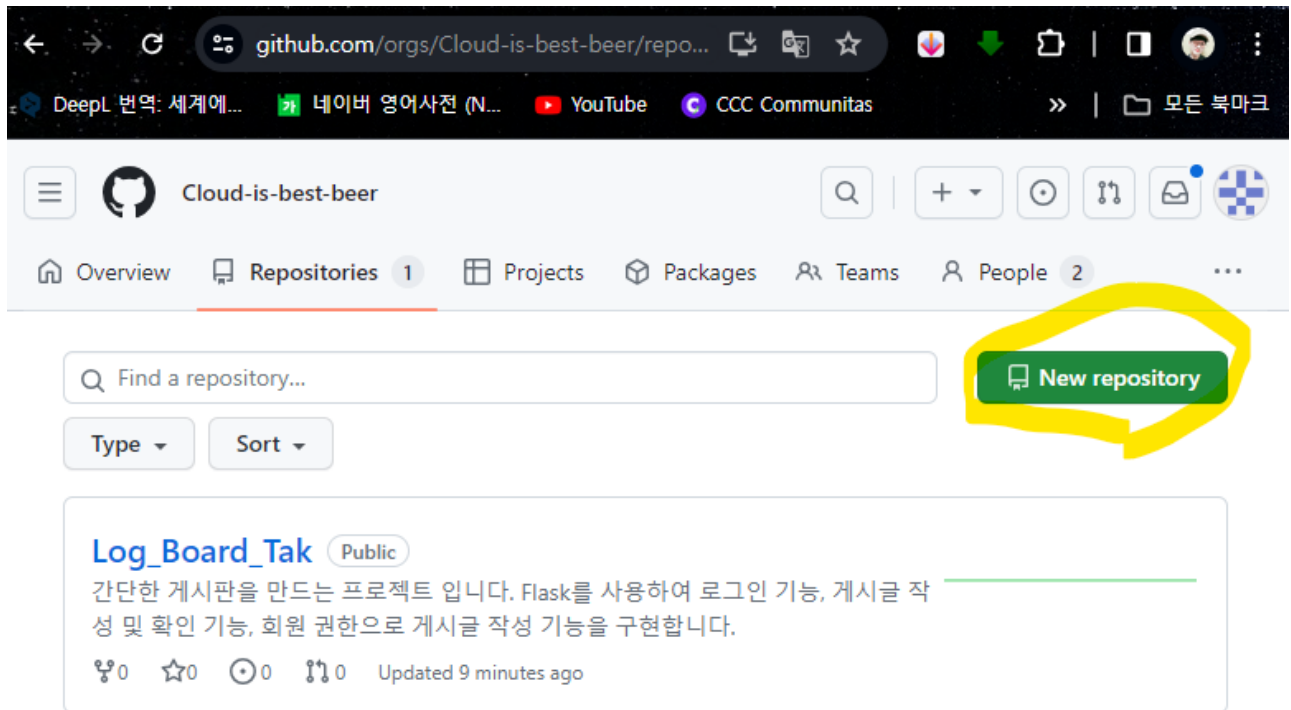 github.com/orgs/Cloud-is-best-beer/repo...
DeepL 번역: 세계에... 네이버 영어사전 (N... YouTube CCC Communitas » 모든 북마크
Cloud-is-best-beer
Overview Repositories 1 Projects Packages Teams People 2 ...
Find a repository... New repository
Type Sort
Log_Board_Tak Public
간단한 게시판을 만드는 프로젝트 입니다. Flask를 사용하여 로그인 기능, 게시글 작
성 및 확인 기능, 회원 권한으로 게시글 작성 기능을 구현합니다.
0 0 0 0 Updated 9 minutes ago